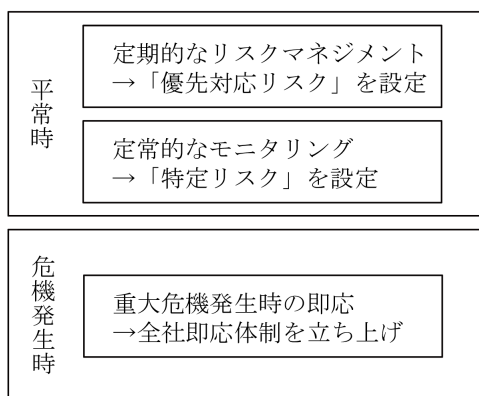 平常時
定期的なリスクマネジメント
→「優先対応リスク」を設定
定常的なモニタリング
→「特定リスク」を設定
危機発生時
重大危機発生時の即応
→全社即応体制を立ち上げ